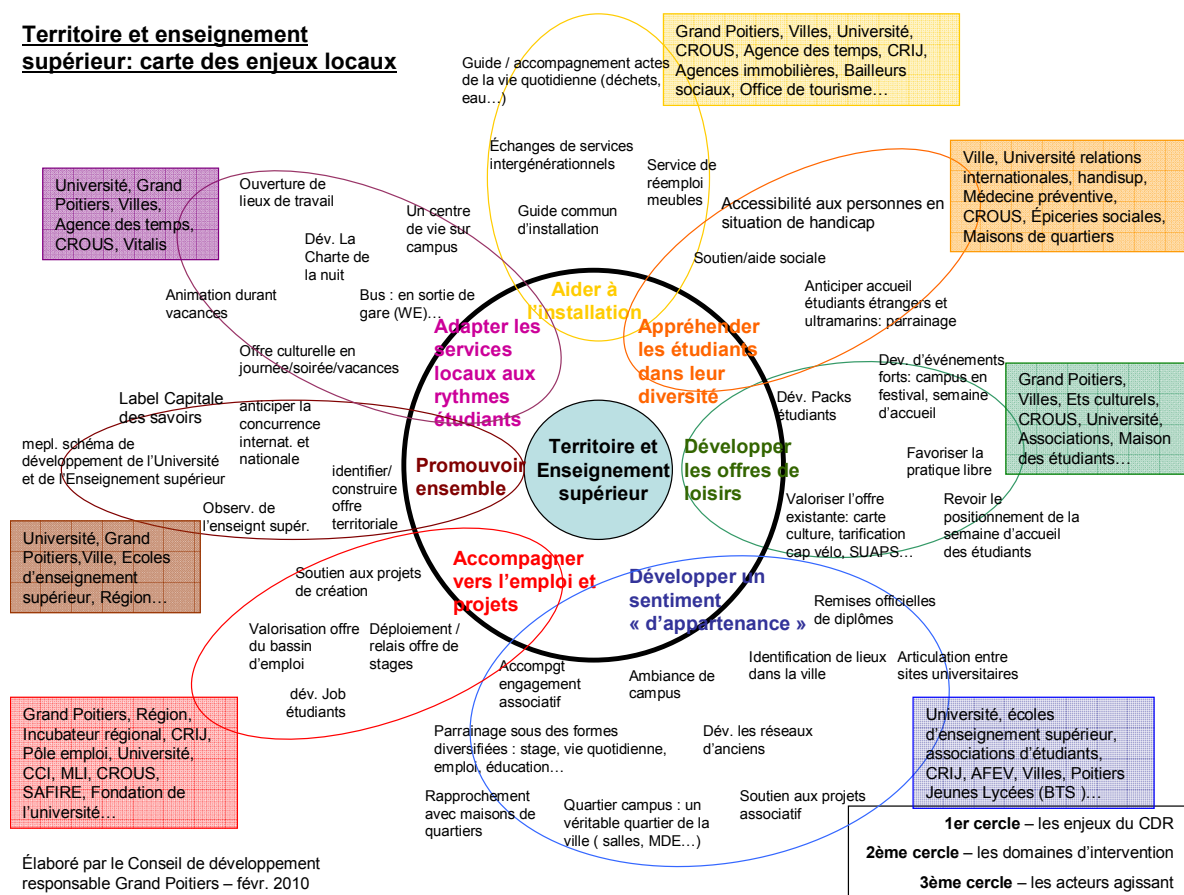 Territoire et enseignement
supérieur: carte des enjeux locaux
Guide / accompagnement actes
de la vie quotidienne (déchets,
eau…)
Grand Poitiers, Villes, Université,
CROUS, Agence des temps, CRIJ,
Agences immobilières, Bailleurs
sociaux, Office de tourisme…
Échanges de services
intergénérationnels
Service de
réemploi
meubles
Guide commun
d'installation
Ville, Université relations
internationales, handisup,
Médecine préventive,
CROUS, Épiceries sociales,
Maisons de quartiers
Université, Grand
Poitiers, Villes,
Agence des temps,
CROUS, Vitalis
Ouverture de
lieux de travail
Un centre
de vie sur
campus
Dév. La
Charte de
la nuit
Animation durant
vacances
Bus : en sortie de
gare (WE)…
Offre culturelle en
journée/soirée/vacances
Accessibilité aux personnes en
situation de handicap
Soutien/aide sociale
Anticiper accueil
étudiants étrangers et
ultramarins: parrainage
Aider à
l'installation
Adapter les
services
locaux aux
rythmes
étudiants
Appréhender
les étudiants
dans leur
diversité
Dev. d'événements
forts: campus en
festival, semaine
d'accueil
Dév. Packs
étudiants
Grand Poitiers,
Villes, Ets culturels,
CROUS, Université,
Associations, Maison
des étudiants…
Label Capitale
des savoirs
anticiper la
concurrence
internat. et
nationale
mepl. schéma de
développement de l'Université
et de l'Enseignement supérieur
identifier/
construire
offre
territoriale
Observ. de
l'enseignt supér.
Promouvoir
ensemble
Territoire et
Enseignement
supérieur
Développer
les offres de
loisirs
Favoriser la
pratique libre
Valoriser l'offre
existante: carte
culture, tarification
cap vélo, SUAPS…
Revoir le
positionnement de la
semaine d'accueil
des étudiants
Université, Grand
Poitiers,Ville, Ecoles
d'enseignement
supérieur, Région…
Accompagner
vers l'emploi et
projets
Développer un
sentiment
« d'appartenance »
Soutien aux projets
de création
Valorisation offre
du bassin
d'emploi
Déploiement /
relais offre de
stages
dév. Job
étudiants
Remises officielles
de diplômes
Accompgt
engagement
associatif
Ambiance de
campus
Identification de lieux
dans la ville
Articulation entre
sites universitaires
Grand Poitiers, Région,
Incubateur régional, CRIJ,
Pôle emploi, Université,
CCI, MLI, CROUS,
SAFIRE, Fondation de
l'université…
Parrainage sous des formes
diversifiées : stage, vie quotidienne,
emploi, éducation…
Dév. les réseaux
d'anciens
Université, écoles
d'enseignement supérieur,
associations d'étudiants,
CRIJ, AFEV, Villes, Poitiers
Jeunes Lycées (BTS )…
Rapprochement
avec maisons de
quartiers
Quartier campus : un
véritable quartier de la
ville ( salles, MDE…)
Soutien aux projets
associatif
1er cercle – les enjeux du CDR
2ème cercle – les domaines d'intervention
3ème cercle – les acteurs agissant
Élaboré par le Conseil de développement
responsable Grand Poitiers – févr. 2010